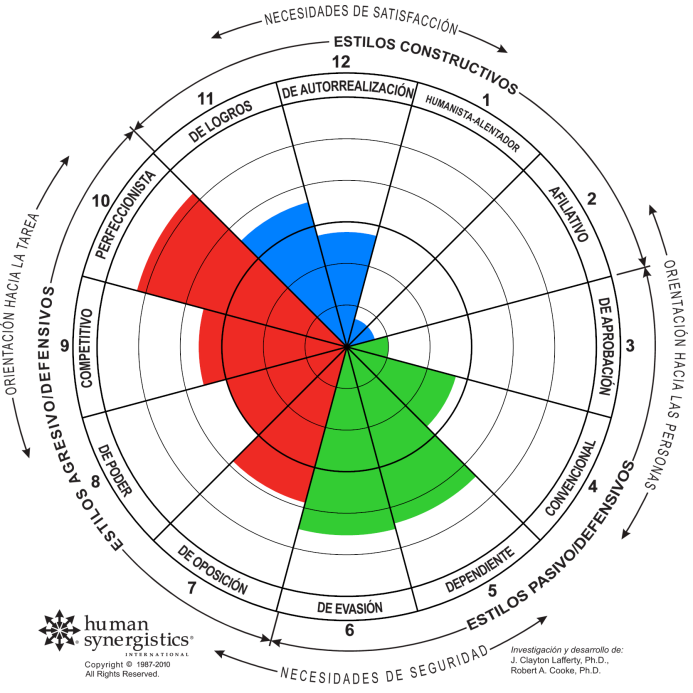 NECESIDADES DE SATISFACCIÓN
ESTILOS CONSTRUCTIVOS
12
DE AUTORREALIZACIÓN
11
DE LOGROS
1
HUMANISTA-ALENTADOR
10
PERFECCIONISTA
2
AFILIATIVO
ORIENTACIÓN HACIA LA TAREA
ORIENTACIÓN HACIA LAS PERSONAS
9
COMPETITIVO
3
DE APROBACIÓN
ESTILOS AGRESIVO/DEFENSIVOS
8
DE PODER
4
CONVENCIONAL
7
DE OPOSICIÓN
5
DEPENDIENTE
DE EVASIÓN
6
ESTILOS PASIVO/DEFENSIVOS
NECESIDADES DE SEGURIDAD
human
synergistics®
INTERNATIONAL
Copyright © 1987-2010
All Rights Reserved.
Investigación y desarrollo de:
J. Clayton Lafferty, Ph.D.,
Robert A. Cooke, Ph.D.